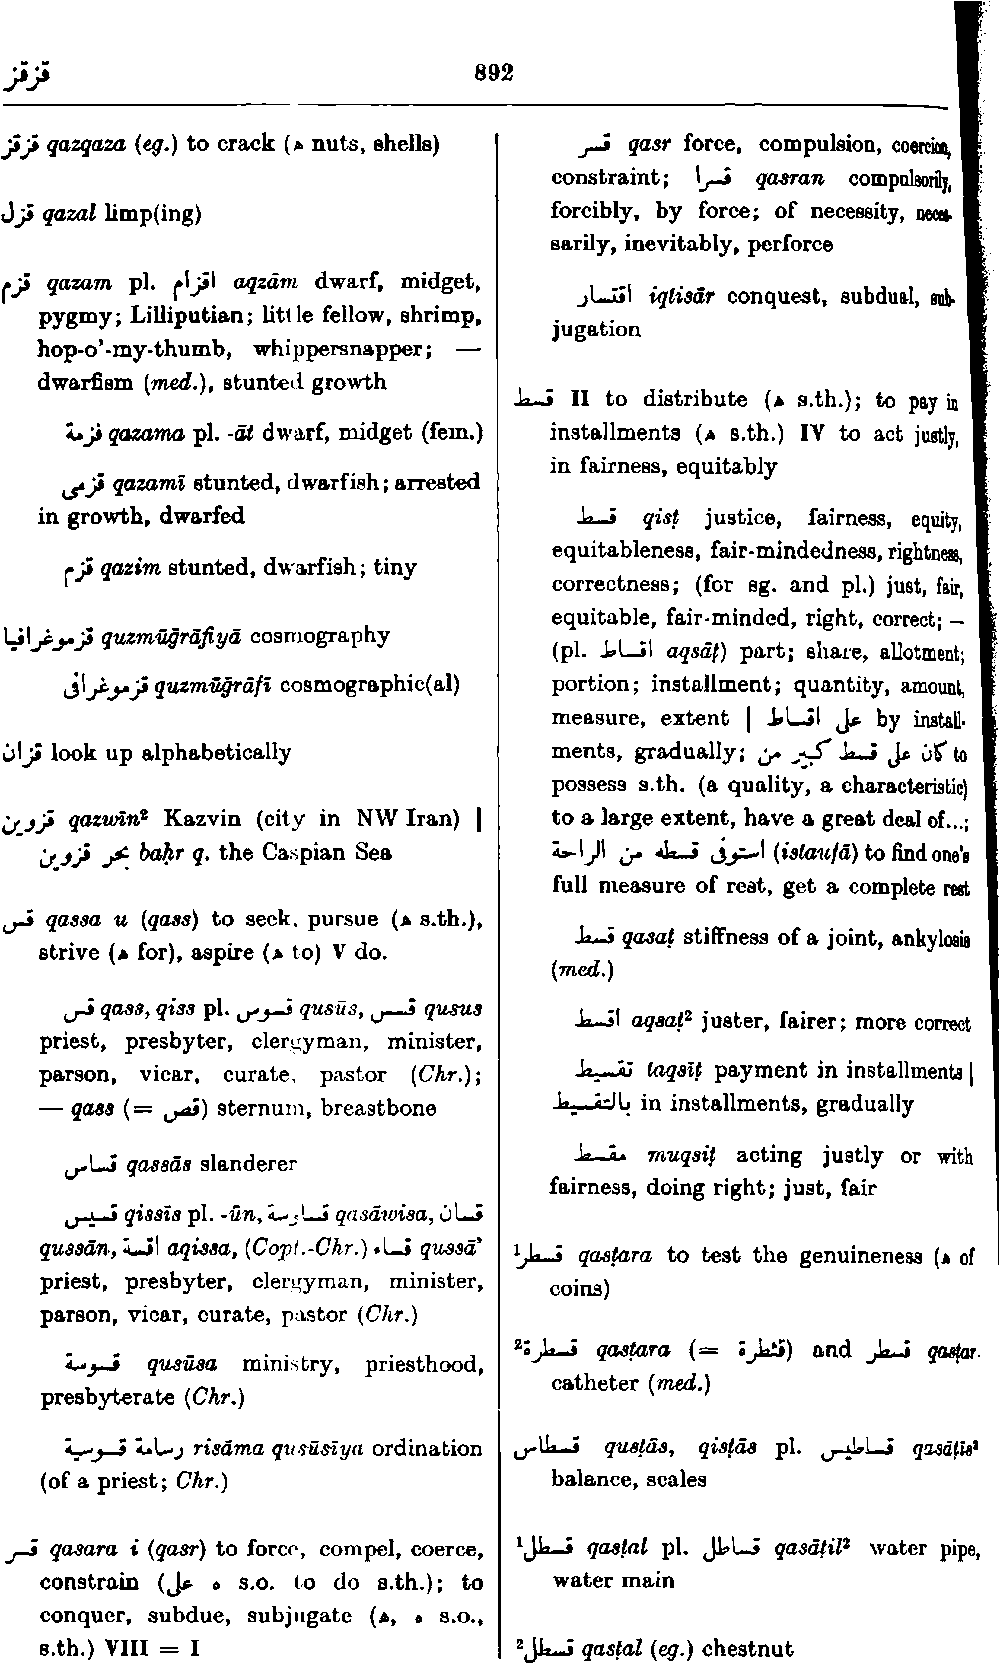 قزقز
892
قزقز qazqaza (eg.) to crack (ه nuts, shells)
قزل qazal limp(ing)
قزم qazam pl. اقزام aqzām dwarf, midget,
pygmy; Lilliputian; little fellow, shrimp,
hop-o’-my-thumb, whippersnapper; —
dwarfism (med.), stunted growth
قزمة qazama pl. -āt dwarf, midget (fem.)
قزمى qazamī stunted, dwarfish; arrested
in growth, dwarfed
قزم qazim stunted, dwarfish; tiny
قزموغرافيا quzmūḡrāfiyā cosmography
قزموغرافى quzmūḡrāfī cosmographic(al)
قزان look up alphabetically
قزوين qazwīn² Kazvin (city in NW Iran) |
بحر قزوين baḥr q. the Caspian Sea
قس qassa u (qass) to seek, pursue (ه s.th.),
strive (ه for), aspire (ه to) V do.
قس qass, qiss pl. قسوس qusūs, قسس qusus
priest, presbyter, clergyman, minister,
parson, vicar, curate, pastor (Chr.);
— qass (= قص) sternum, breastbone
قساس qassās slanderer
قسيس qissīs pl. -ūn, قساوسة qasāwisa, قسان
qussān, اقسة aqissa, (Copt.-Chr.) قساء qussā’
priest, presbyter, clergyman, minister,
parson, vicar, curate, pastor (Chr.)
قسوسة qusūsa ministry, priesthood,
presbyterate (Chr.)
رسامة قسوسية risāma qusūsīya ordination
(of a priest; Chr.)
قسر qasara i (qasr) to force, compel, coerce,
constrain (ه على s.o. to do s.th.); to
conquer, subdue, subjugate (ه, ه s.o.,
s.th.) VIII = I
قسر qasr force, compulsion, coercion,
constraint; قسرا qasran compulsorily,
forcibly, by force; of necessity, neces-
sarily, inevitably, perforce
اقتسار iqtisār conquest, subdual, sub-
jugation
قسط II to distribute (ه s.th.); to pay in
installments (ه s.th.) IV to act justly,
in fairness, equitably
قسط qisṭ justice, fairness, equity,
equitableness, fair-mindedness, rightness,
correctness; (for sg. and pl.) just, fair,
equitable, fair-minded, right, correct; —
(pl. اقساط aqsāṭ) part; share, allotment;
portion; installment; quantity, amount,
measure, extent | على اقساط by install-
ments, gradually; كان على قسط كبير من to
possess s.th. (a quality, a characteristic)
to a large extent, have a great deal of...;
استوفى قسطه من الراحة (istaufā) to find one’s
full measure of rest, get a complete rest
قسط qasaṭ stiffness of a joint, ankylosis
(med.)
اقسط aqsaṭ² juster, fairer; more correct
تقسيط taqsīṭ payment in installments |
بالتقسيط in installments, gradually
مقسط muqsiṭ acting justly or with
fairness, doing right; just, fair
¹قسطر qasṭara to test the genuineness (ه of
coins)
²قسطرة qasṭara (= قثطرة) and قسطر qasṭar
catheter (med.)
قسطاس qusṭās, qisṭās pl. قساطيس qasāṭīs²
balance, scales
¹قسطل qasṭal pl. قساطل qasāṭil² water pipe,
water main
²قسطل qasṭal (eg.) chestnut